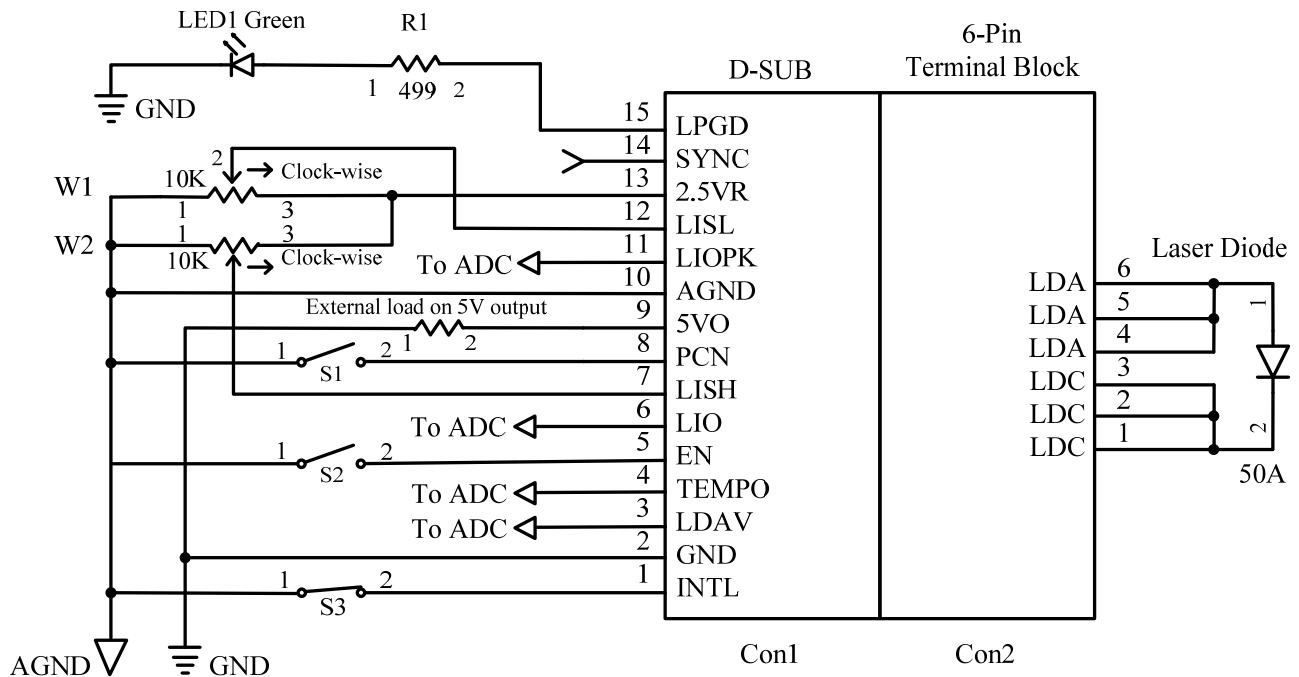 LED1 Green
R1
1 499 2
GND
D-SUB
6-Pin
Terminal Block
15 LPGD
14 SYNC
13 2.5VR
12 LISL
11 LIOPK
10 AGND
9 5VO
8 PCN
7 LISH
6 LIO
5 EN
4 TEMPO
3 LDAV
2 GND
1 INTL
W1
10K
2
Clock-wise
1 3
W2
1 3
10K
Clock-wise
To ADC
External load on 5V output
1 2
1 S1 2
To ADC
1 S2 2
To ADC
To ADC
1 S3 2
AGND
GND
Con1
Con2
Laser Diode
LDA 6
LDA 5
LDA 4
LDC 3
LDC 2
LDC 1
1
2
50A